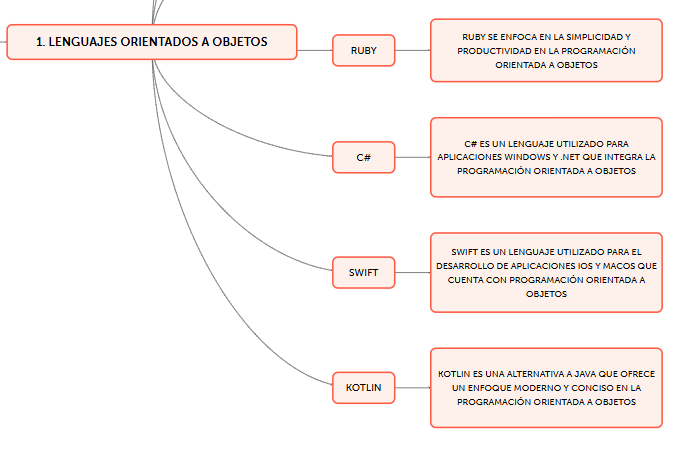 1. LENGUAJES ORIENTADOS A OBJETOS
RUBY
RUBY SE ENFOCA EN LA SIMPLICIDAD Y
PRODUCTIVIDAD EN LA PROGRAMACIÓN
ORIENTADA A OBJETOS
C#
C# ES UN LENGUAJE UTILIZADO PARA
APLICACIONES WINDOWS Y .NET QUE INTEGRA LA
PROGRAMACIÓN ORIENTADA A OBJETOS
SWIFT
SWIFT ES UN LENGUAJE UTILIZADO PARA EL
DESARROLLO DE APLICACIONES IOS Y MACOS QUE
CUENTA CON PROGRAMACIÓN ORIENTADA A
OBJETOS
KOTLIN
KOTLIN ES UNA ALTERNATIVA A JAVA QUE OFRECE
UN ENFOQUE MODERNO Y CONCISO EN LA
PROGRAMACIÓN ORIENTADA A OBJETOS